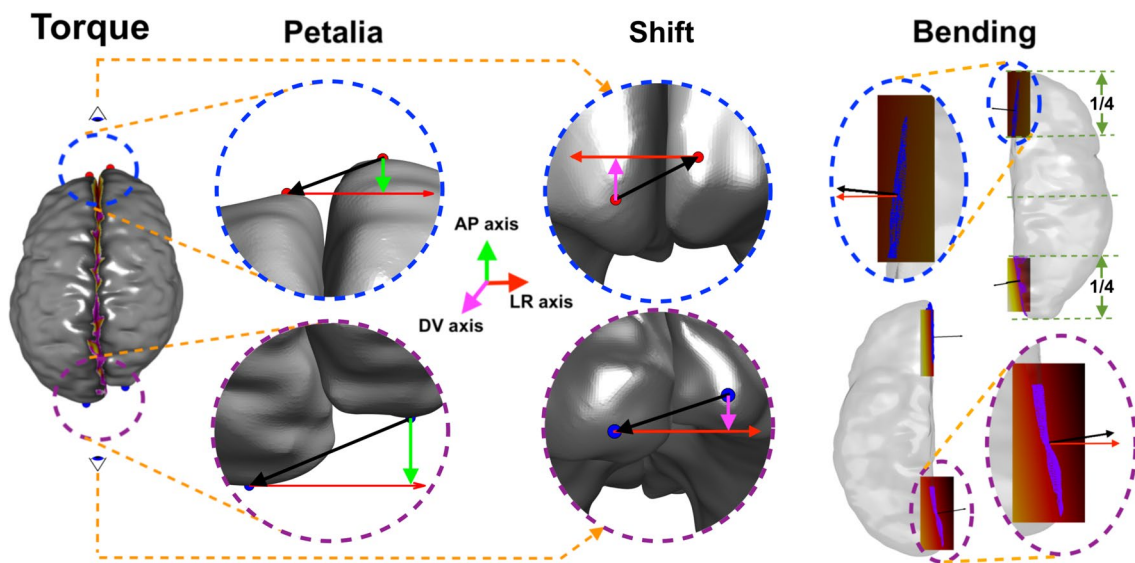 Torque
Petalia
Shift
Bending
1/4
AP axis
LR axis
DV axis
1/4